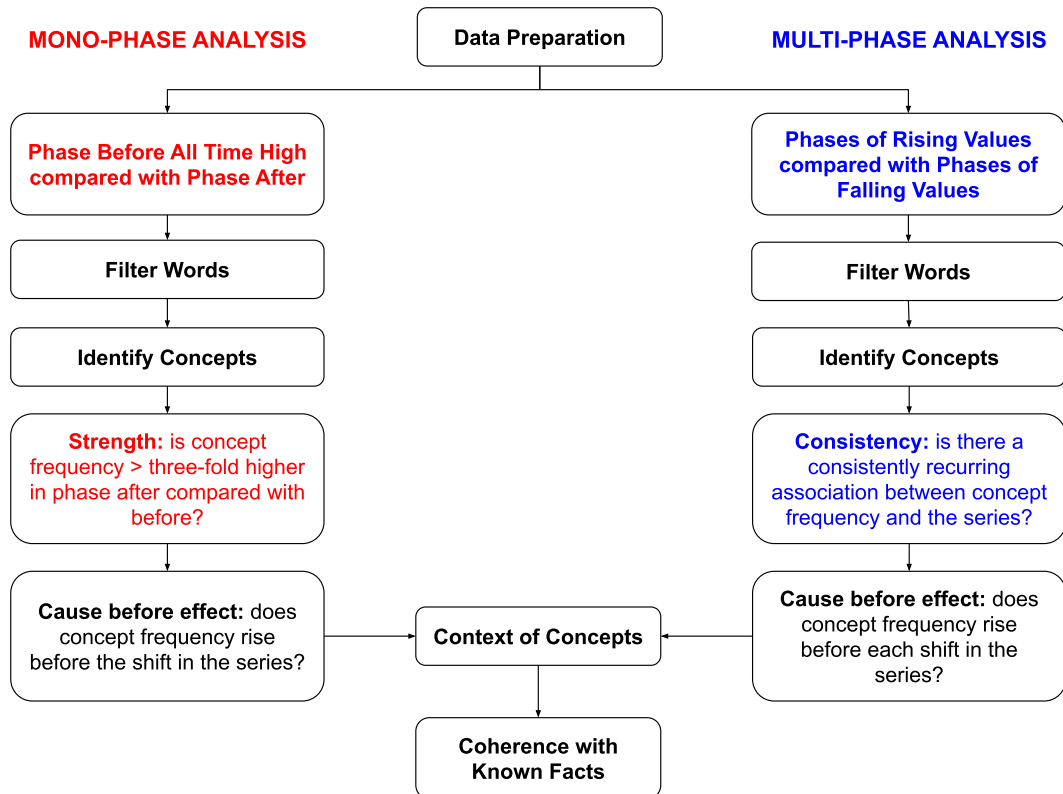 MONO-PHASE ANALYSIS
Data Preparation
MULTI-PHASE ANALYSIS
Phase Before All Time High
compared with Phase After
Phases of Rising Values
compared with Phases of
Falling Values
Filter Words
Filter Words
Identify Concepts
Identify Concepts
Strength: is concept
frequency > three-fold higher
in phase after compared with
before?
Consistency: is there a
consistently recurring
association between concept
frequency and the series?
Cause before effect: does
concept frequency rise
before the shift in the series?
Context of Concepts
Cause before effect: does
concept frequency rise
before each shift in the
series?
Coherence with
Known Facts